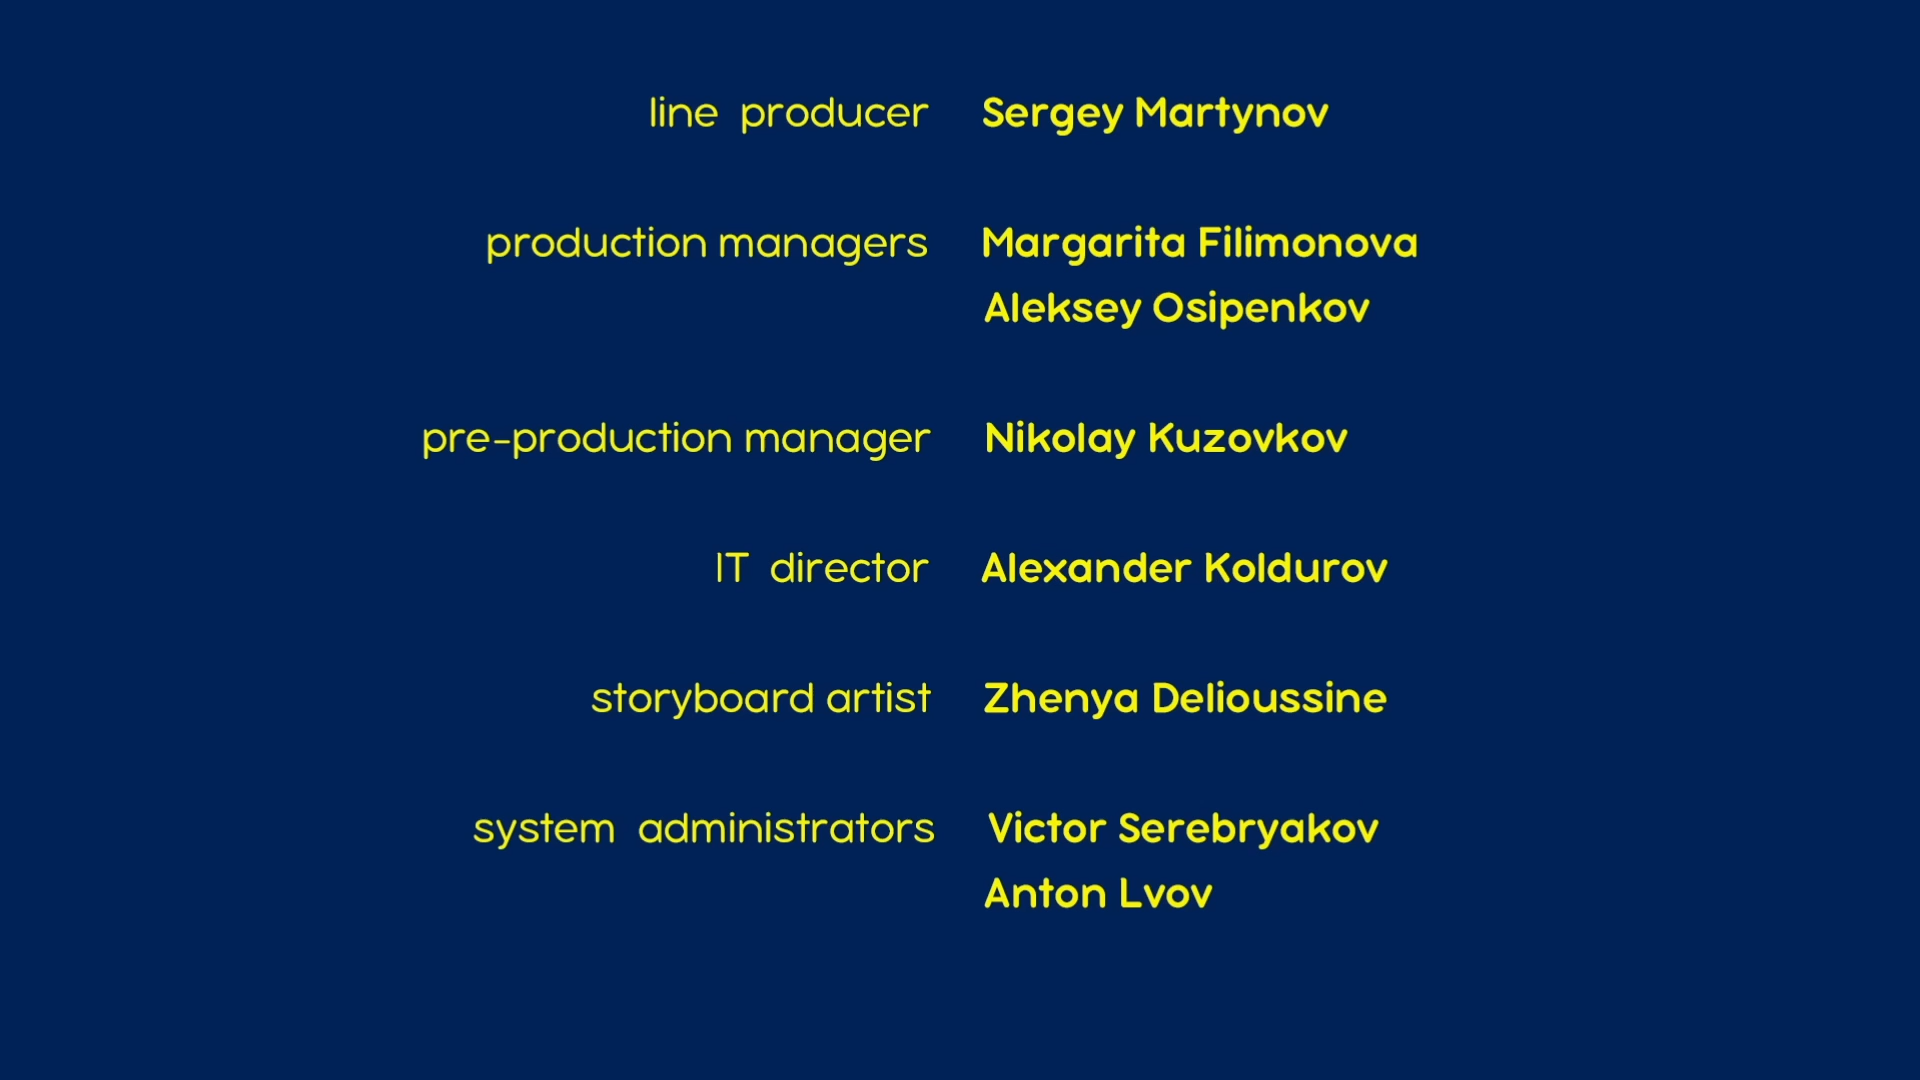 line producer Sergey Martynov
production managers Margarita Filimonova
Aleksey Osipenkov
pre-production manager Nikolay Kuzovkov
IT director Alexander Koldurov
storyboard artist Zhenya Delioussine
system administrators Victor Serebryakov
Anton Lvov